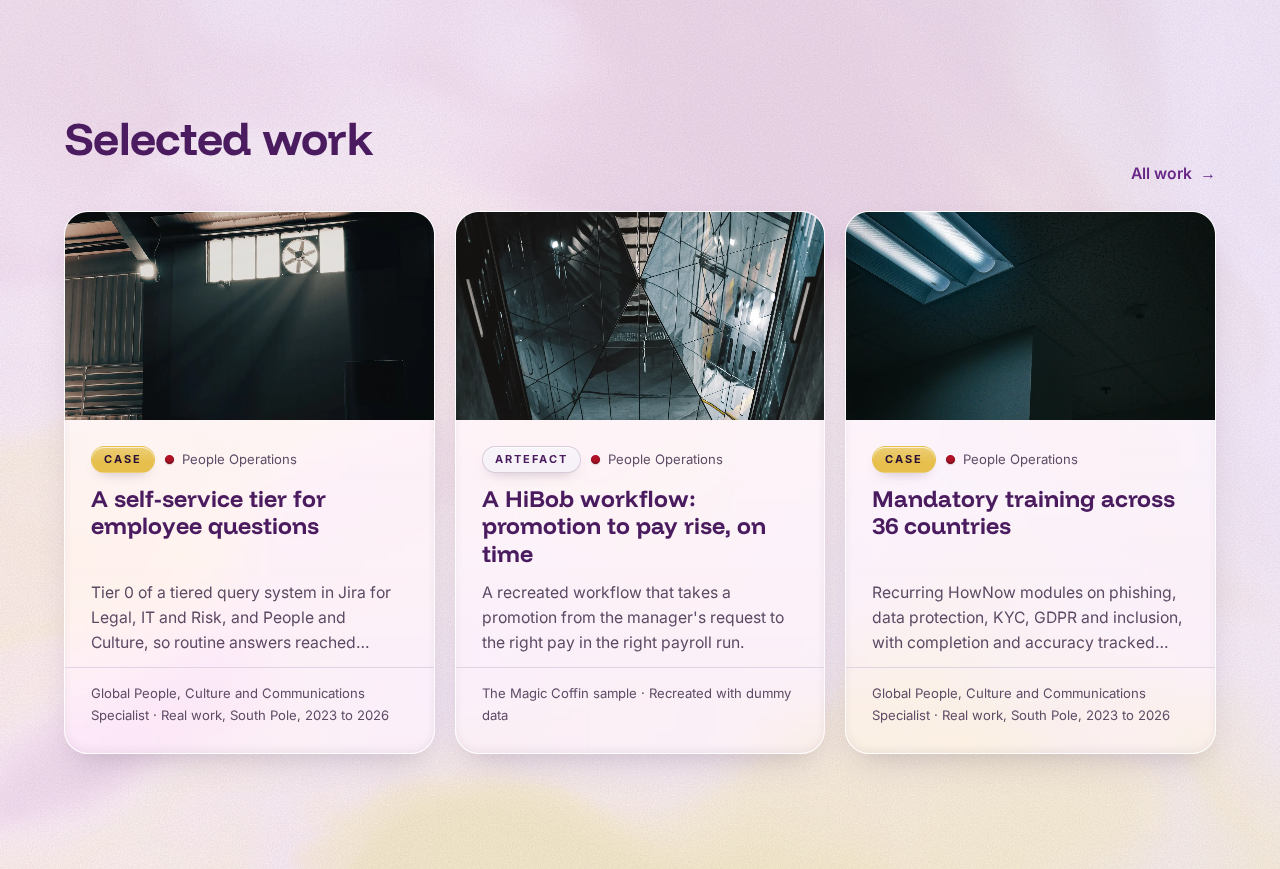 Selected work
All work →
CASE
People Operations
A self-service tier for
employee questions
Tier 0 of a tiered query system in Jira for
Legal, IT and Risk, and People and
Culture, so routine answers reached...
Global People, Culture and Communications
Specialist · Real work, South Pole, 2023 to 2026
ARTEFACT
People Operations
A HiBob workflow:
promotion to pay rise, on
time
A recreated workflow that takes a
promotion from the manager's request to
the right pay in the right payroll run.
The Magic Coffin sample · Recreated with dummy
data
CASE
People Operations
Mandatory training across
36 countries
Recurring HowNow modules on phishing,
data protection, KYC, GDPR and inclusion,
with completion and accuracy tracked...
Global People, Culture and Communications
Specialist · Real work, South Pole, 2023 to 2026